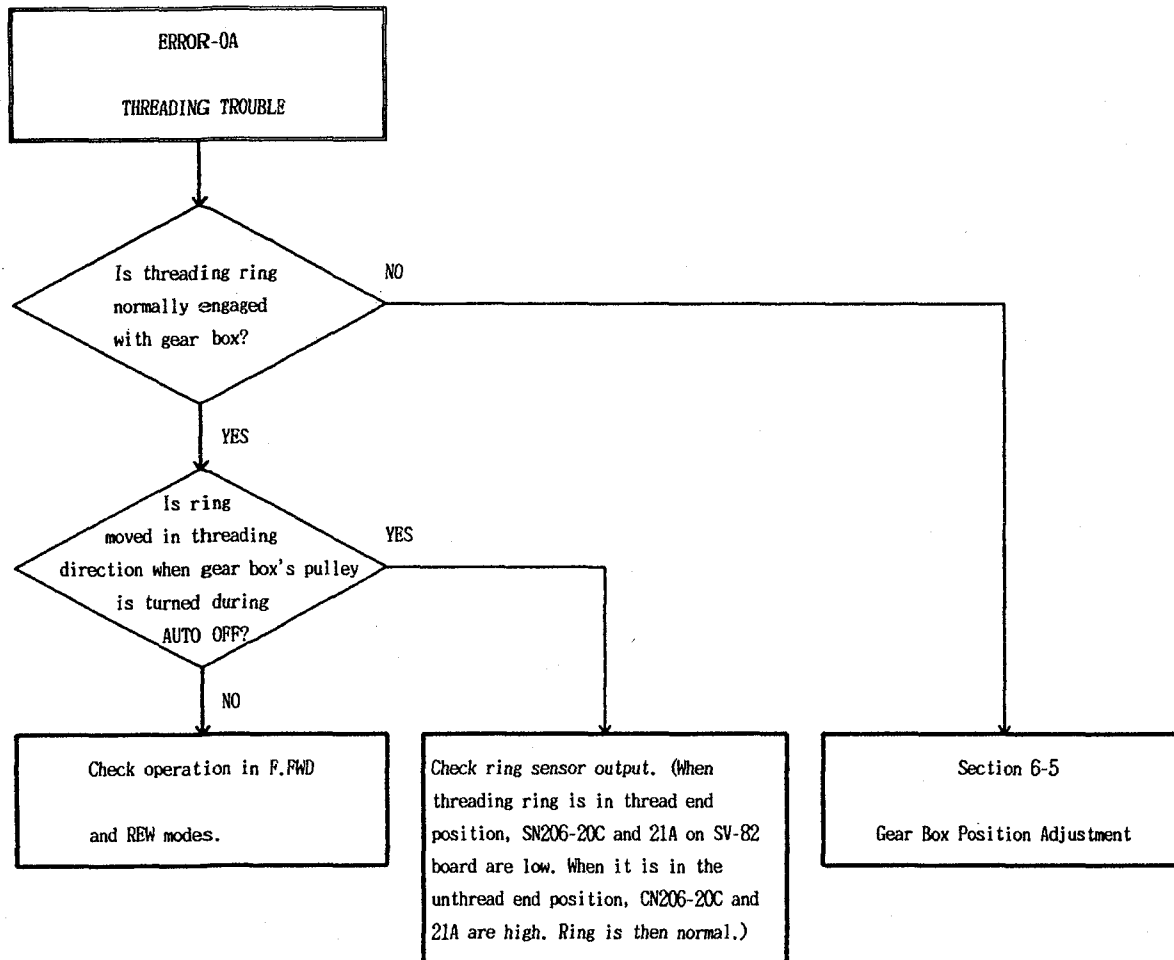 ERROR-0A
THREADING TROUBLE
Is threading ring
normally engaged
with gear box?
NO
YES
Is ring
moved in threading
direction when gear box's pulley
is turned during
AUTO OFF?
YES
NO
Check operation in F.FWD
and REW modes.
Check ring sensor output. (When
threading ring is in thread end
position, SN206-20C and 21A on SV-82
board are low. When it is in the
unthread end position, CN206-20C and
21A are high. Ring is then normal.)
Section 6-5
Gear Box Position Adjustment